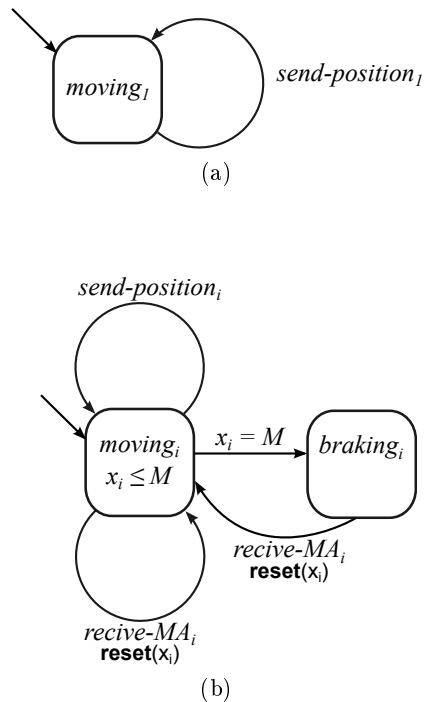 moving₁
send-position₁
(a)
send-positionᵢ
movingᵢ
xᵢ ≤ M
xᵢ = M
brakingᵢ
recive-MAᵢ
reset(xᵢ)
recive-MAᵢ
reset(xᵢ)
(b)